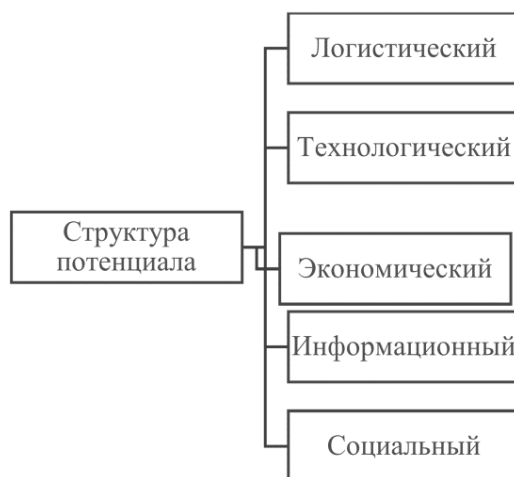 Логистический
Технологический
Структура
потенциала
Экономический
Информационный
Социальный